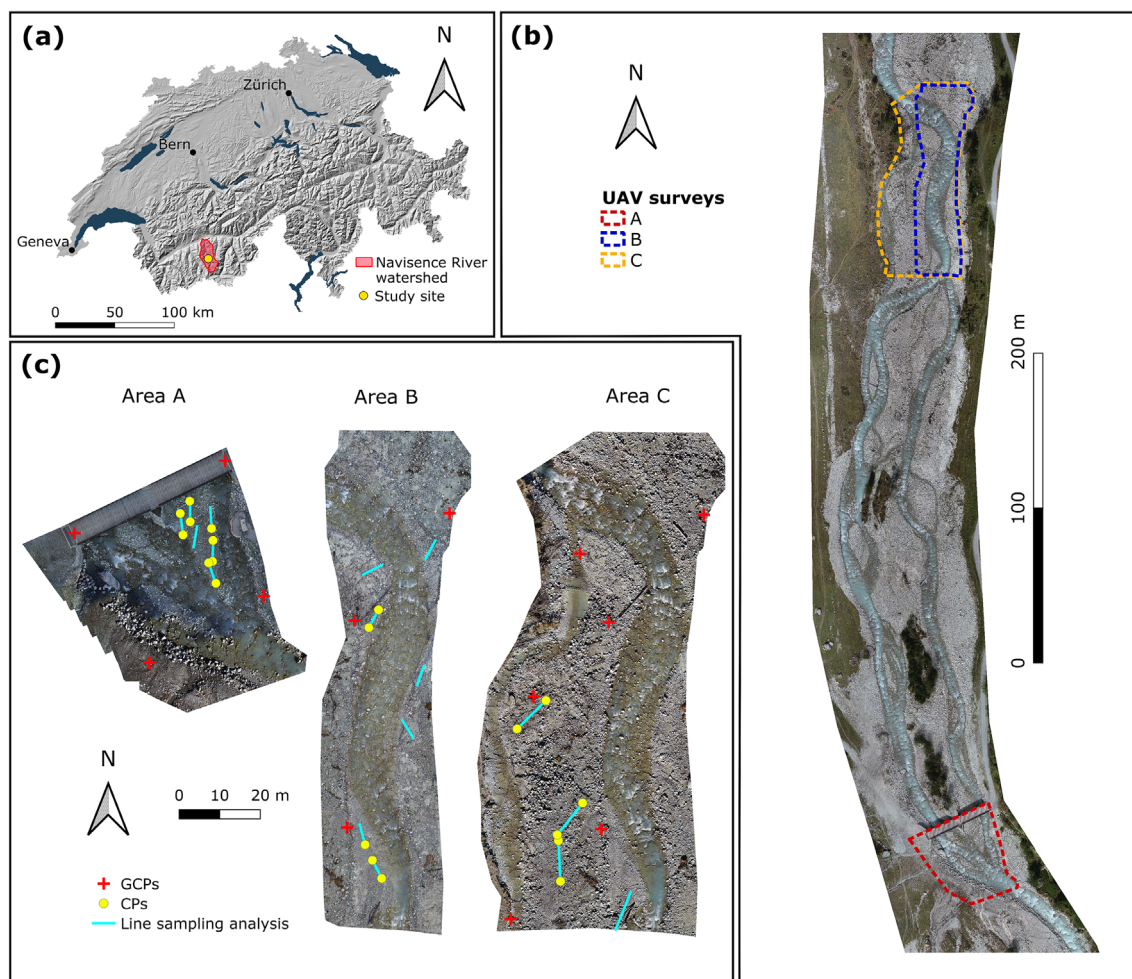 (a)
N
Zürich
Bern
Geneva
Navisence River
watershed
Study site
0 50 100 km
(b)
N
UAV surveys
A
B
C
200 m
100
0
(c)
Area A
Area B
Area C
N
0 10 20 m
GCPs
CPs
Line sampling analysis